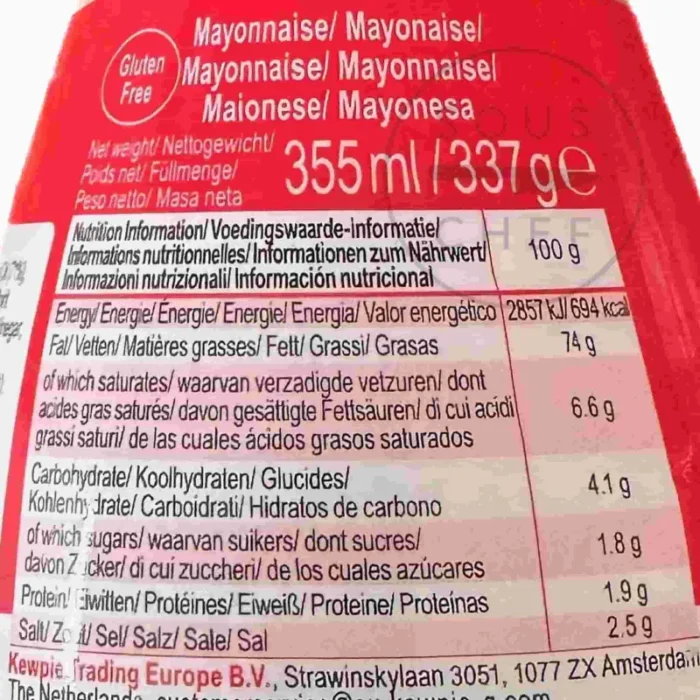 Mayonnaise/ Mayonaise/
Gluten Free
Mayonnaise/ Mayonnaise/
Maionese/ Mayonesa
Net weight/ Nettogewicht/
Poids net/ Füllmenge/
Peso netto/ Masa neta
355 ml / 337 g e
SOUS
CHEF
Nutrition Information/ Voedingswaarde-informatie/
Informations nutritionnelles/ Informationen zum Nährwert/
Informazioni nutrizionali/ Información nutricional
100 g
Energy/ Energie/ Énergie/ Energie/ Energia/ Valor energético 2857 kJ/ 694 kcal
Fat/ Vetten/ Matières grasses/ Fett/ Grassi/ Grasas 74 g
of which saturates/ waarvan verzadigde vetzuren/ dont
acides gras saturés/ davon gesättigte Fettsäuren/ di cui acidi
grassi saturi/ de las cuales ácidos grasos saturados
6.6 g
Carbohydrate/ Koolhydraten/ Glucides/
Kohlenhydrate/ Carboidrati/ Hidratos de carbono
4.1 g
of which sugars/ waarvan suikers/ dont sucres/
davon Zucker/ di cui zuccheri/ de los cuales azúcares
1.8 g
Protein/ Eiwitten/ Protéines/ Eiweiß/ Proteine/ Proteínas 1.9 g
Salt/ Zout/ Sel/ Salz/ Sale/ Sal 2.5 g
Kewpie Trading Europe B.V., Strawinskylaan 3051, 1077 ZX Amsterdam
The Netherlands